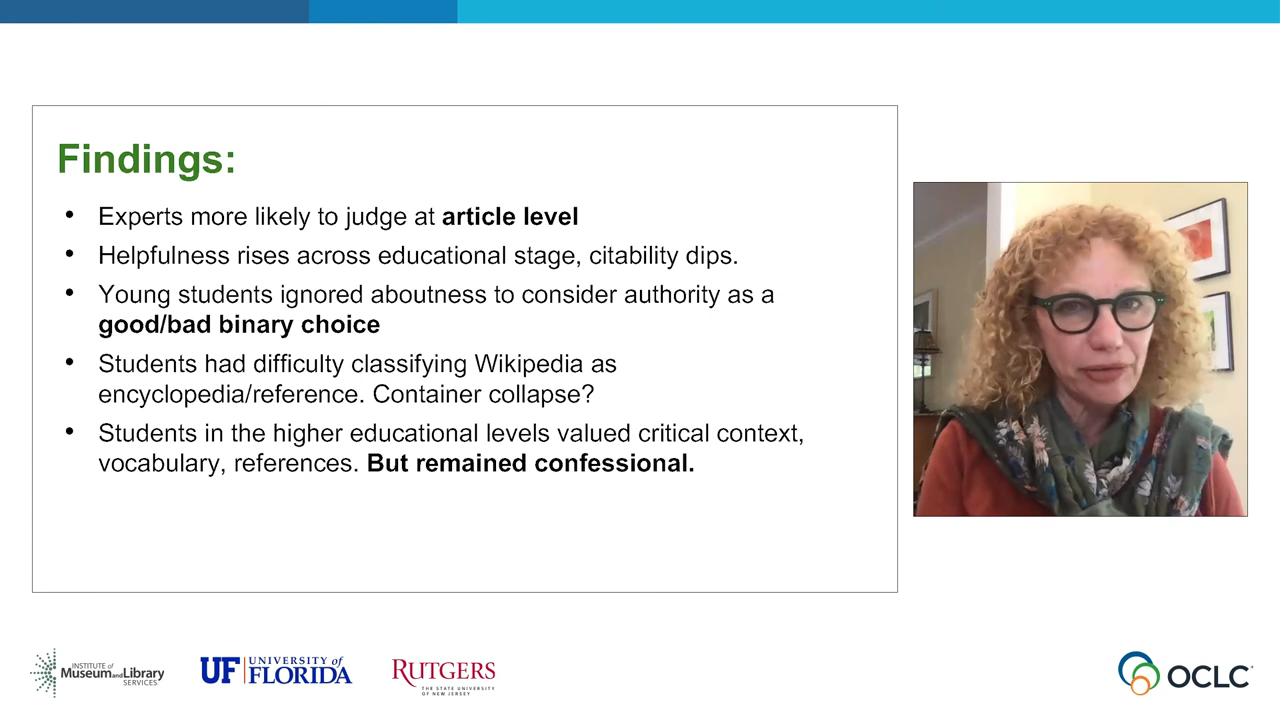 Findings:
• Experts more likely to judge at article level
• Helpfulness rises across educational stage, citability dips.
• Young students ignored aboutness to consider authority as a
good/bad binary choice
• Students had difficulty classifying Wikipedia as
encyclopedia/reference. Container collapse?
• Students in the higher educational levels valued critical context,
vocabulary, references. But remained confessional.
INSTITUTE of
Museum and Library
SERVICES
UF UNIVERSITY of
FLORIDA
RUTGERS
THE STATE UNIVERSITY
OF NEW JERSEY
OCLC